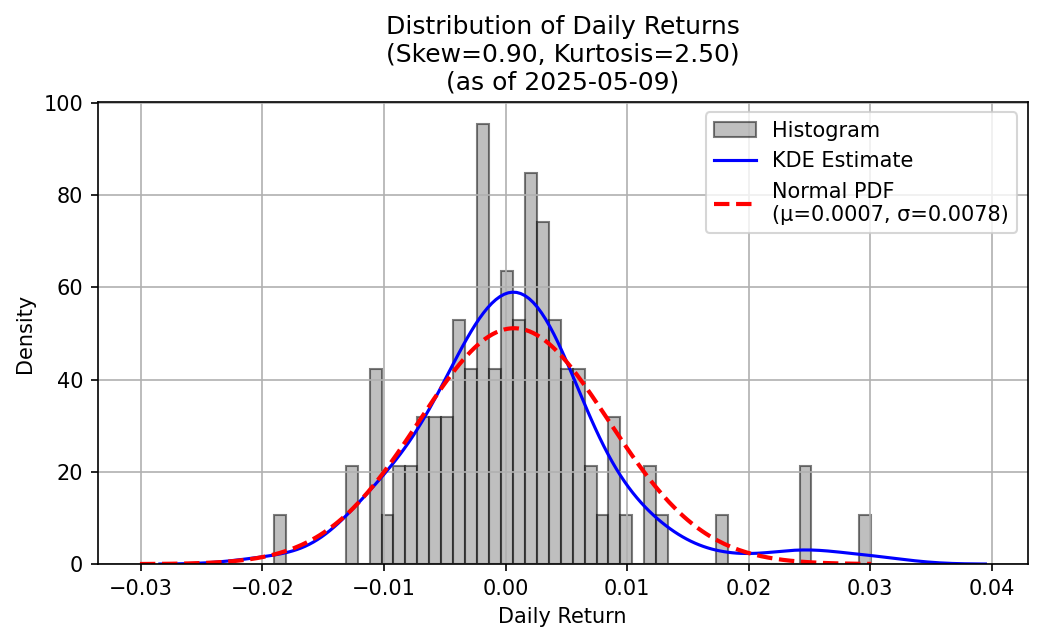 Distribution of Daily Returns
(Skew=0.90, Kurtosis=2.50)
(as of 2025-05-09)
Histogram
KDE Estimate
Normal PDF
(μ=0.0007, σ=0.0078)
Density
100
80
60
40
20
0
−0.03 −0.02 −0.01 0.00 0.01 0.02 0.03 0.04
Daily Return